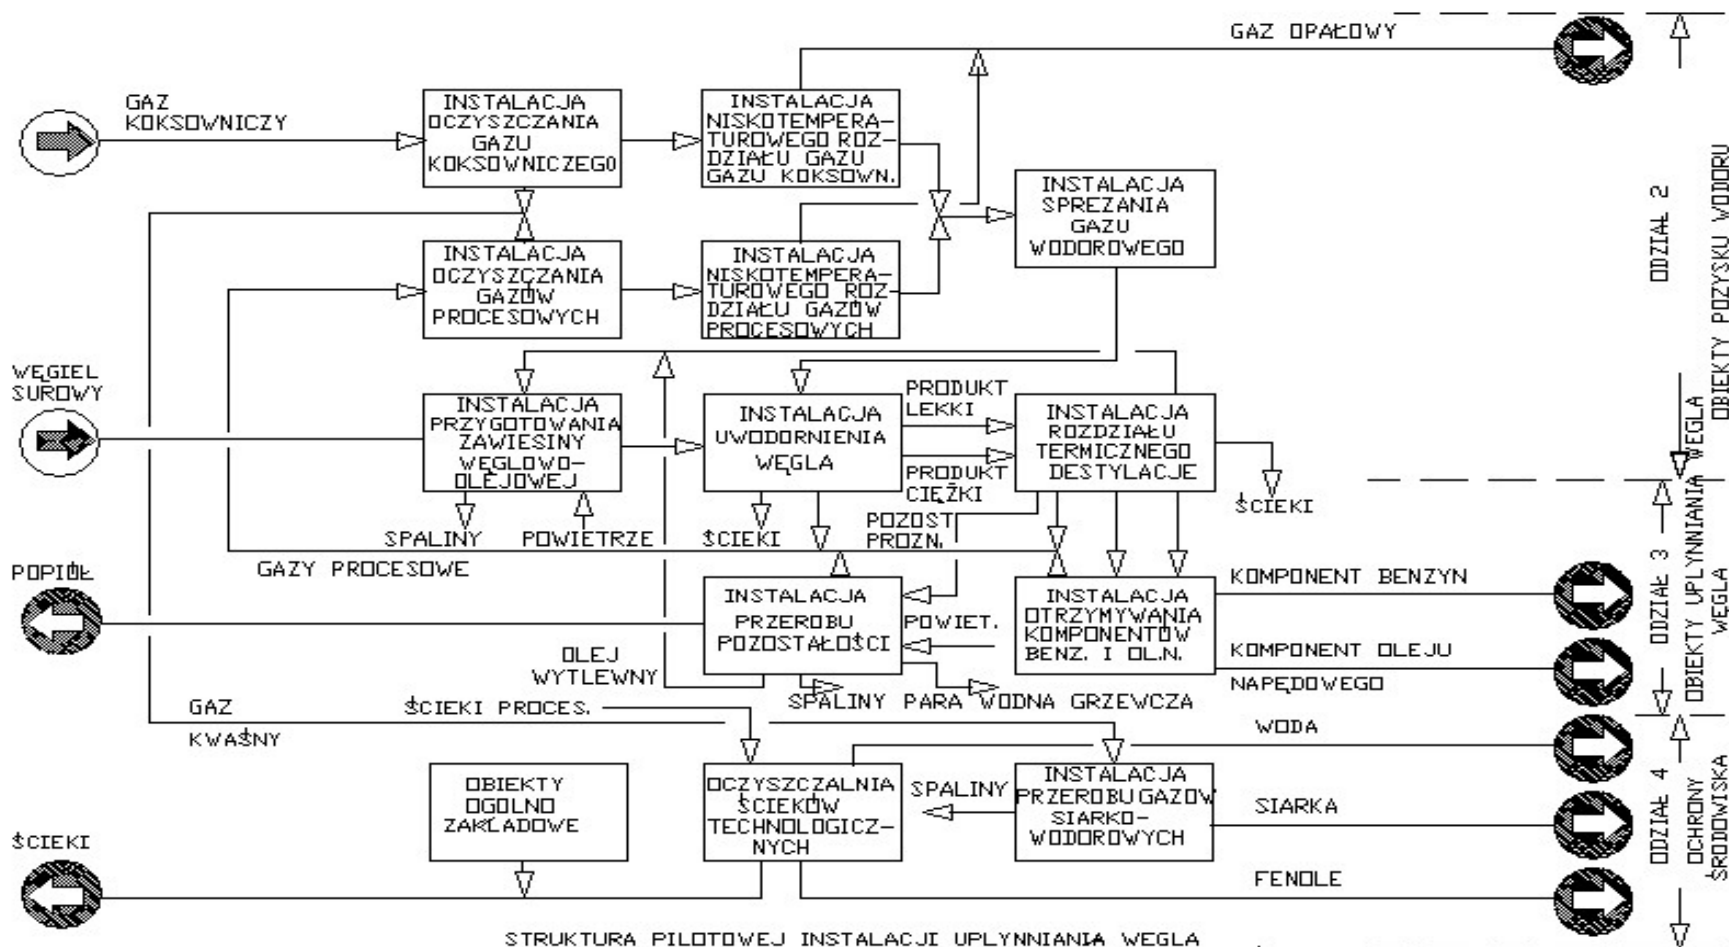 GAZ OPAŁOWY
GAZ
KOKSOWNICZY
INSTALACJA
OCZYSZCZANIA
GAZU
KOKSOWNICZEGO
INSTALACJA
NISKOTEMPERA-
TUROWEGO ROZ-
DZIAŁU GAZU
GAZU KOKSOWN.
INSTALACJA
SPREZANIA
GAZU
WODOROWEGO
INSTALACJA
OCZYSZCZANIA
GAZÓW
PROCESOWYCH
INSTALACJA
NISKOTEMPERA-
TUROWEGO ROZ-
DZIAŁU GAZÓW
PROCESOWYCH
ODZIAŁ 2
OBIEKTY POZYSKU WODORU
WĘGIEL
SUROWY
INSTALACJA
PRZYGOTOWANIA
ZAWIESINY
WĘGLOWO-
OLEJOWEJ
INSTALACJA
UWODORNIENIA
WĘGLA
PRODUKT
LEKKI
PRODUKT
CIĘŻKI
INSTALACJA
ROZDZIAŁU
TERMICZNEGO
DESTYLACJE
ŚCIEKI
SPALINY
POWIETRZE
ŚCIEKI
POZOST
PROZN.
GAZY PROCESOWE
POPIÓŁ
INSTALACJA
PRZEROBU
POZOSTAŁOŚCI
POWIET.
INSTALACJA
OTRZYMYWANIA
KOMPONENTÓW
BENZ. I OL.N.
KOMPONENT BENZYN
KOMPONENT OLEJU
NAPĘDOWEGO
ODZIAŁ 3
OBIEKTY UPLYNNIANIA WĘGLA
WĘGLA
OLEJ
WYTLEWNY
SPALINY PARA WODNA GRZEWCZA
GAZ
KWAŚNY
ŚCIEKI PROCES.
WODA
OBIEKTY
OGOLNO
ZAKŁADOWE
OCZYSZCZALNIA
ŚCIEKÓW
TECHNOLOGICZ-
NYCH
SPALINY
INSTALACJA
PRZEROBU GAZÓW
SIARKO-
WODOROWYCH
SIARKA
FENOLE
ODZIAŁ 4
OCHRONY
ŚRODOWISKA
ŚCIEKI
STRUKTURA PILOTOWEJ INSTALACJI UPLYNNIANIA WEGLA